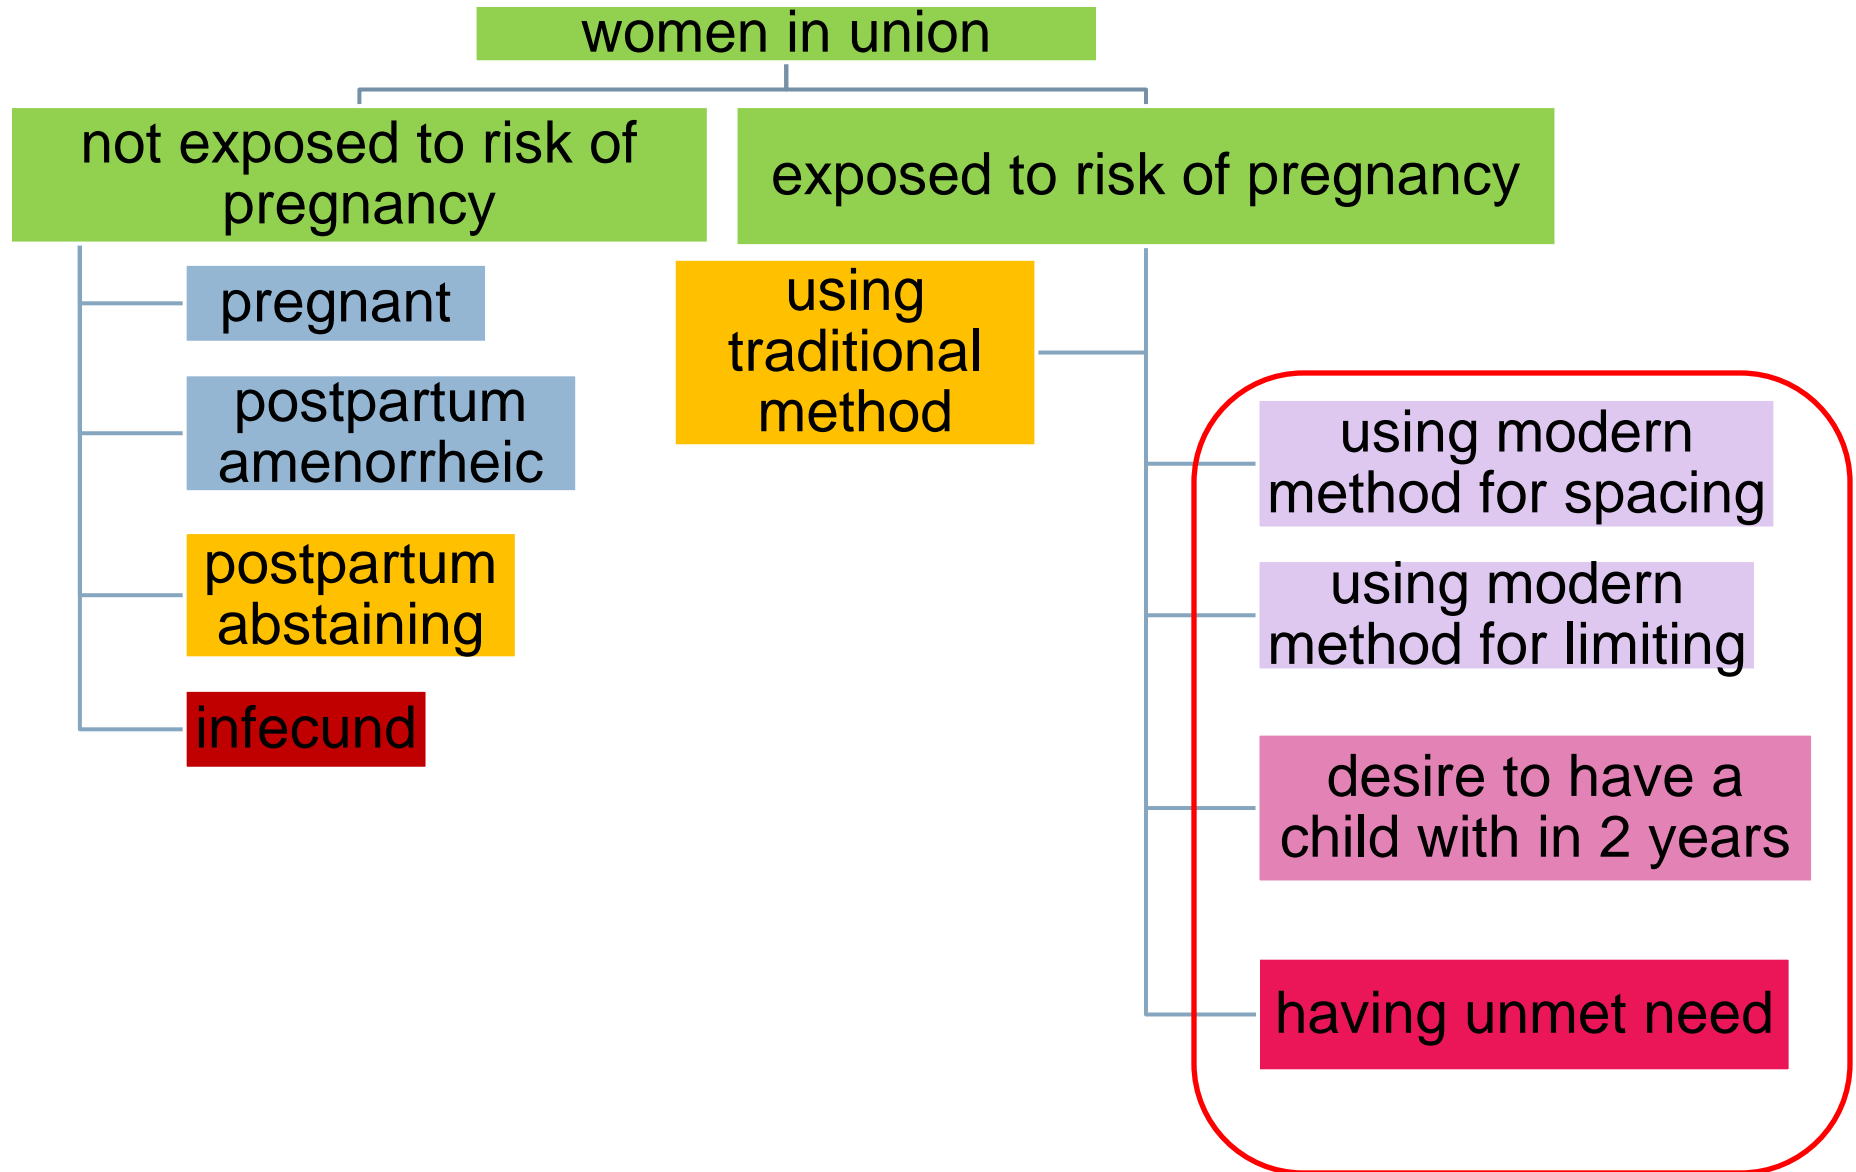 women in union
not exposed to risk of
pregnancy
exposed to risk of pregnancy
pregnant
postpartum
amenorrheic
postpartum
abstaining
infecund
using
traditional
method
using modern
method for spacing
using modern
method for limiting
desire to have a
child with in 2 years
having unmet need